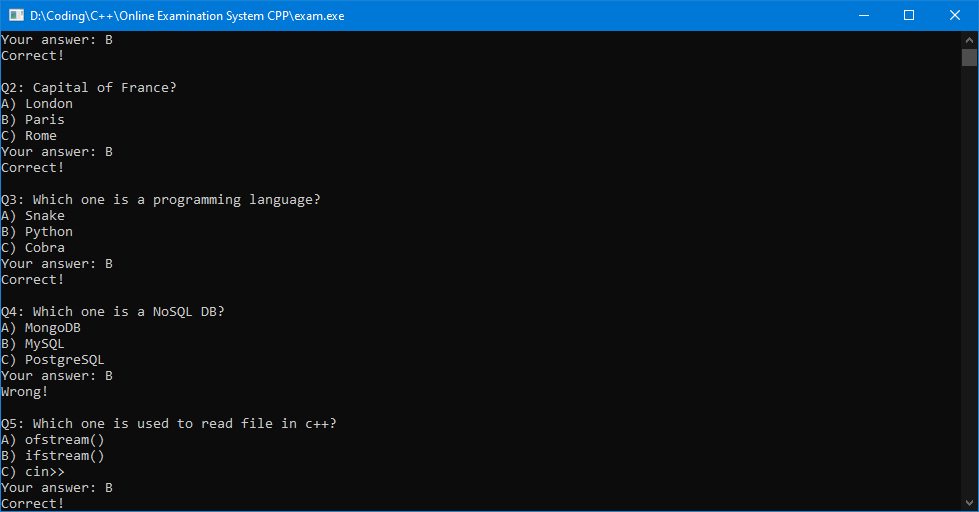 D:\Coding\C++\Online Examination System CPP\exam.exe
Your answer: B
Correct!
Q2: Capital of France?
A) London
B) Paris
C) Rome
Your answer: B
Correct!
Q3: Which one is a programming language?
A) Snake
B) Python
C) Cobra
Your answer: B
Correct!
Q4: Which one is a NoSQL DB?
A) MongoDB
B) MySQL
C) PostgreSQL
Your answer: B
Wrong!
Q5: Which one is used to read file in c++?
A) ofstream()
B) ifstream()
C) cin>>
Your answer: B
Correct!